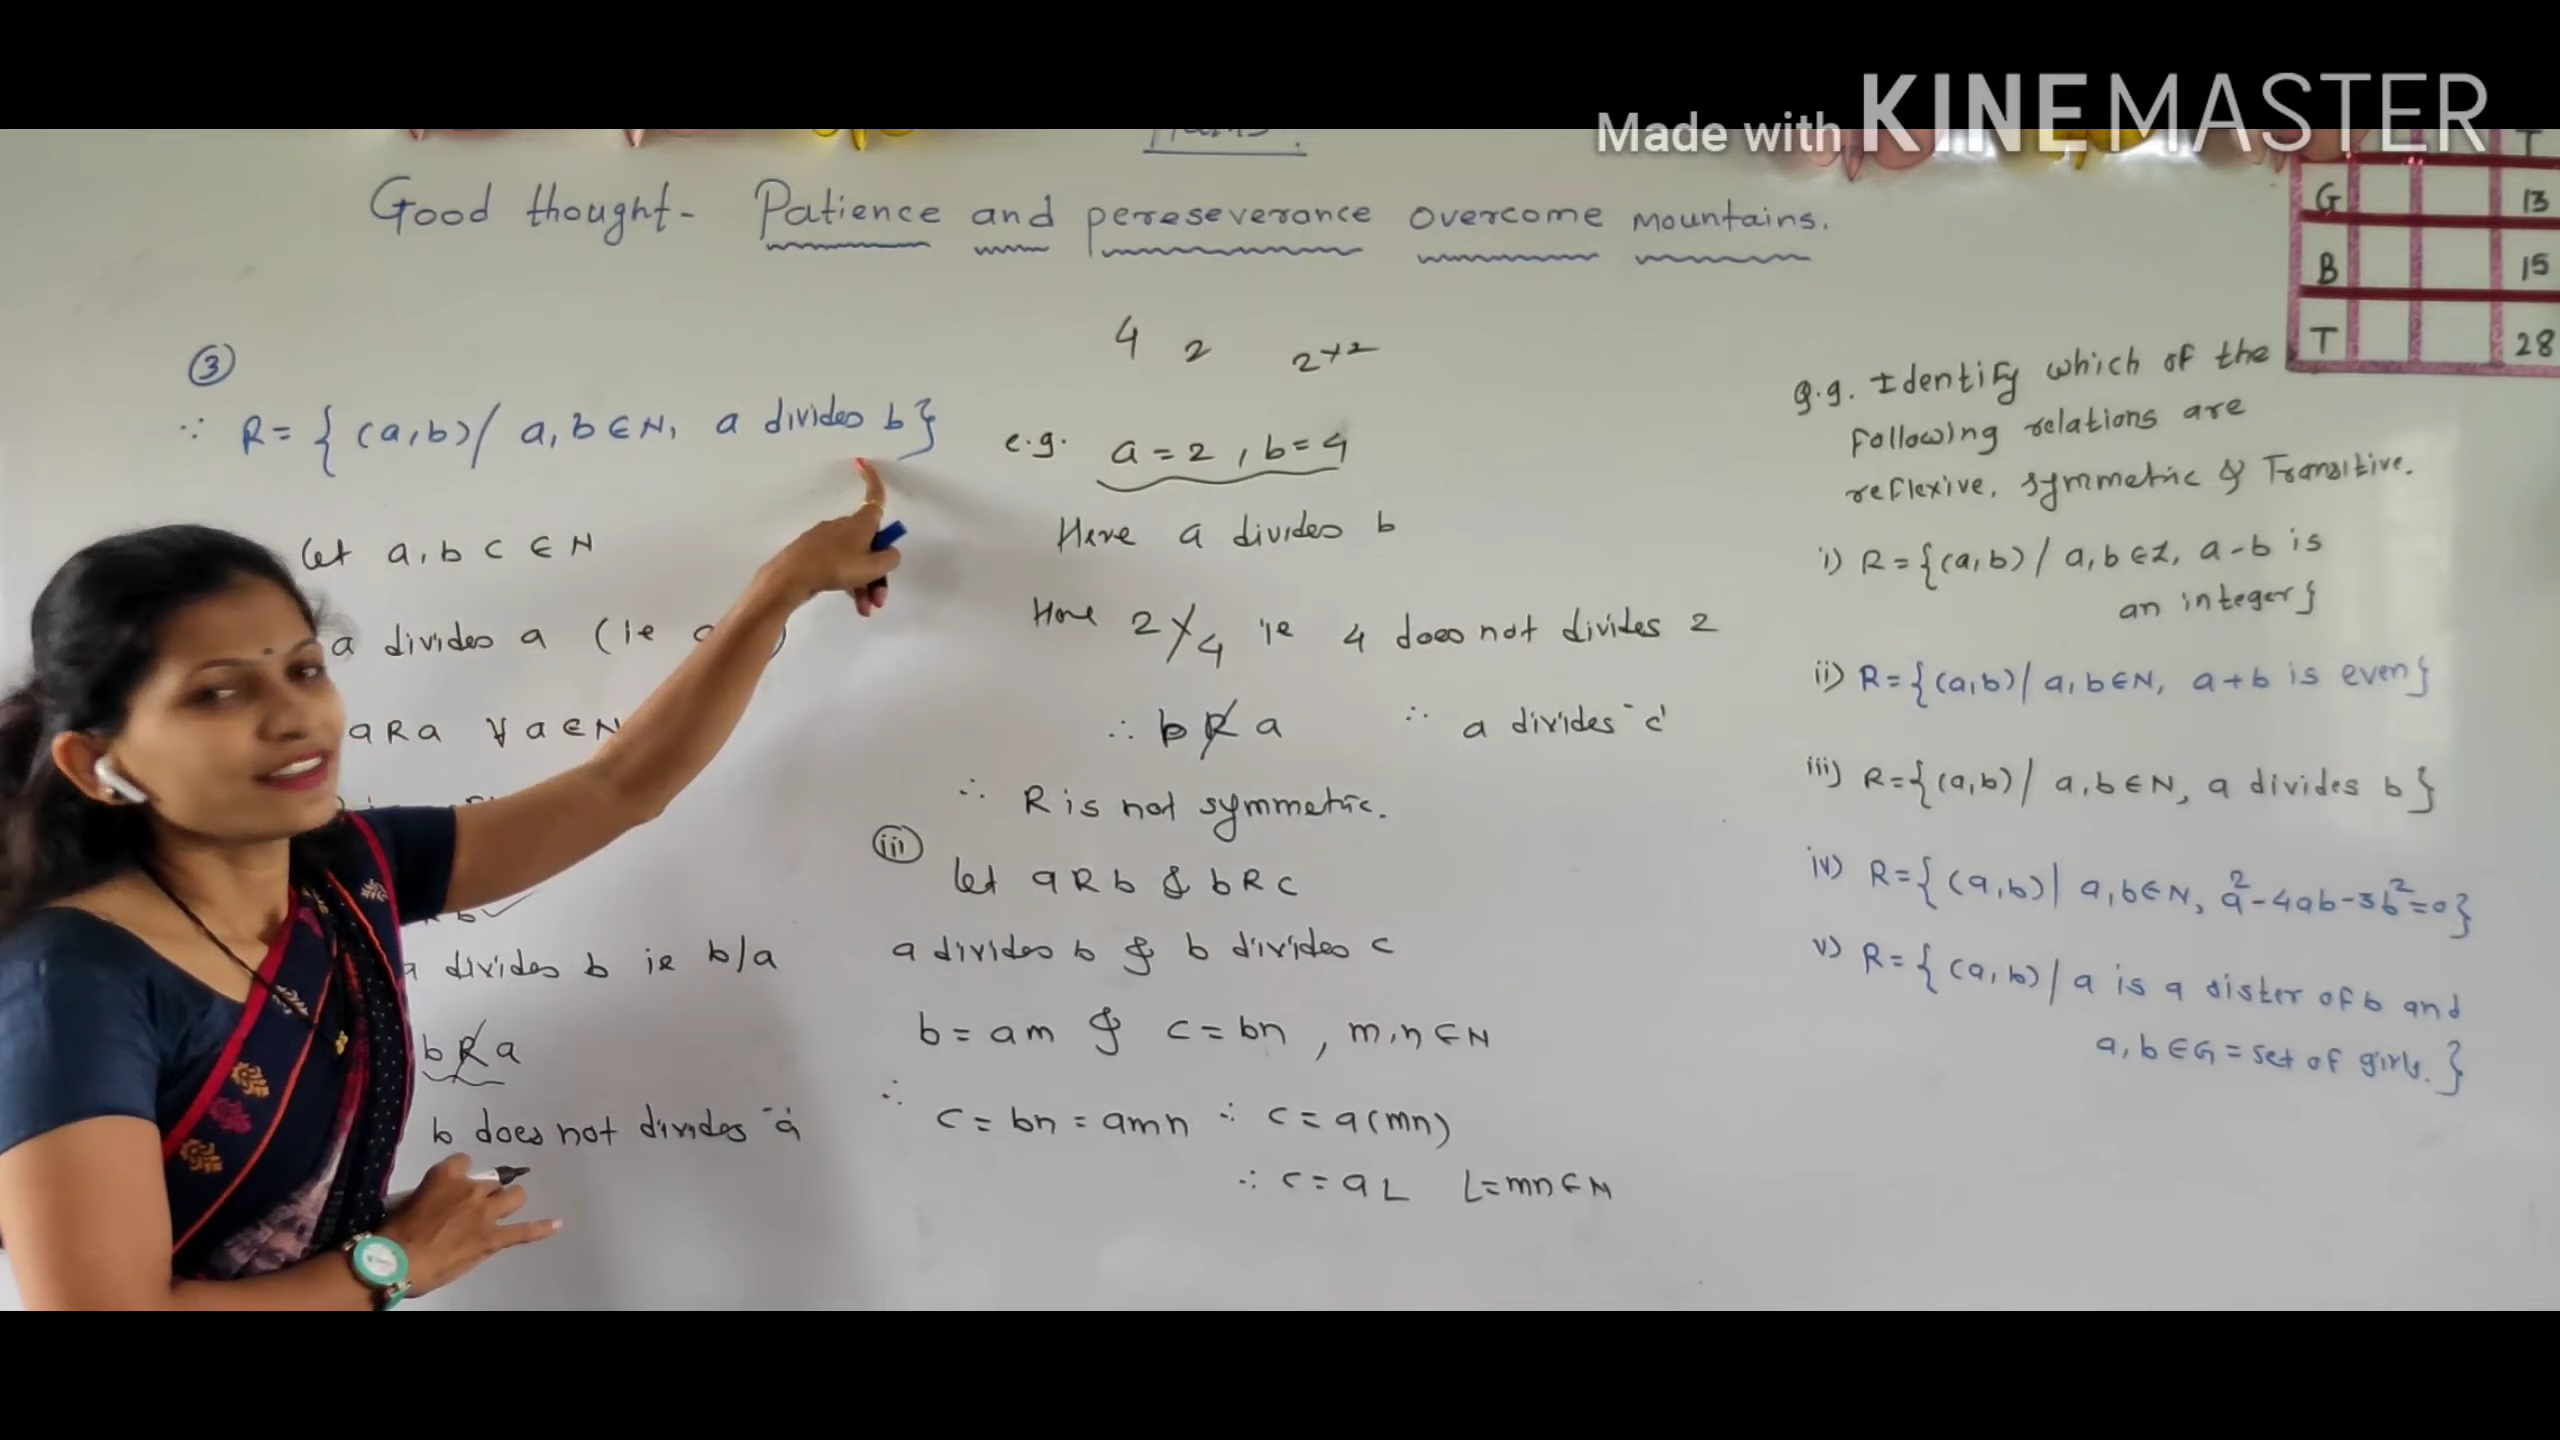 Made with KINEMASTER
Good thought- Patience and pereseverance overcome mountains.
T
G 13
B 15
T 28
③
∵ R = { (a,b) / a, b ∈ N, a divides b}
let a, b c ∈ N
a divides a (ie
a R a ∀ a ∈ N
a divides b ie b/a
b R̸ a
b does not divides 'a'
4 2 2×2
e.g. a = 2 , b = 4
Here a divides b
Here 2 ∤ 4 ie 4 does not divides 2
∴ b R̸ a ∴ a divides 'c'
∴ R is not symmetric.
(iii)
let a R b & b R c
a divides b & b divides c
b = am & c = bn , m, n ∈ N
∴ c = bn = amn ∴ c = a(mn)
∴ c = a L L = mn ∈ N
e.g. Identify which of the
following relations are
reflexive, symmetric & Transitive.
i) R = {(a,b) / a, b ∈ Z, a - b is
an integer}
ii) R = {(a,b) / a, b ∈ N, a + b is even}
iii) R = {(a,b) / a, b ∈ N, a divides b}
iv) R = {(a,b) | a, b ∈ N, a² - 4ab - 3b² = 0}
v) R = {(a,b) / a is a sister of b and
a, b ∈ G = set of girls.}